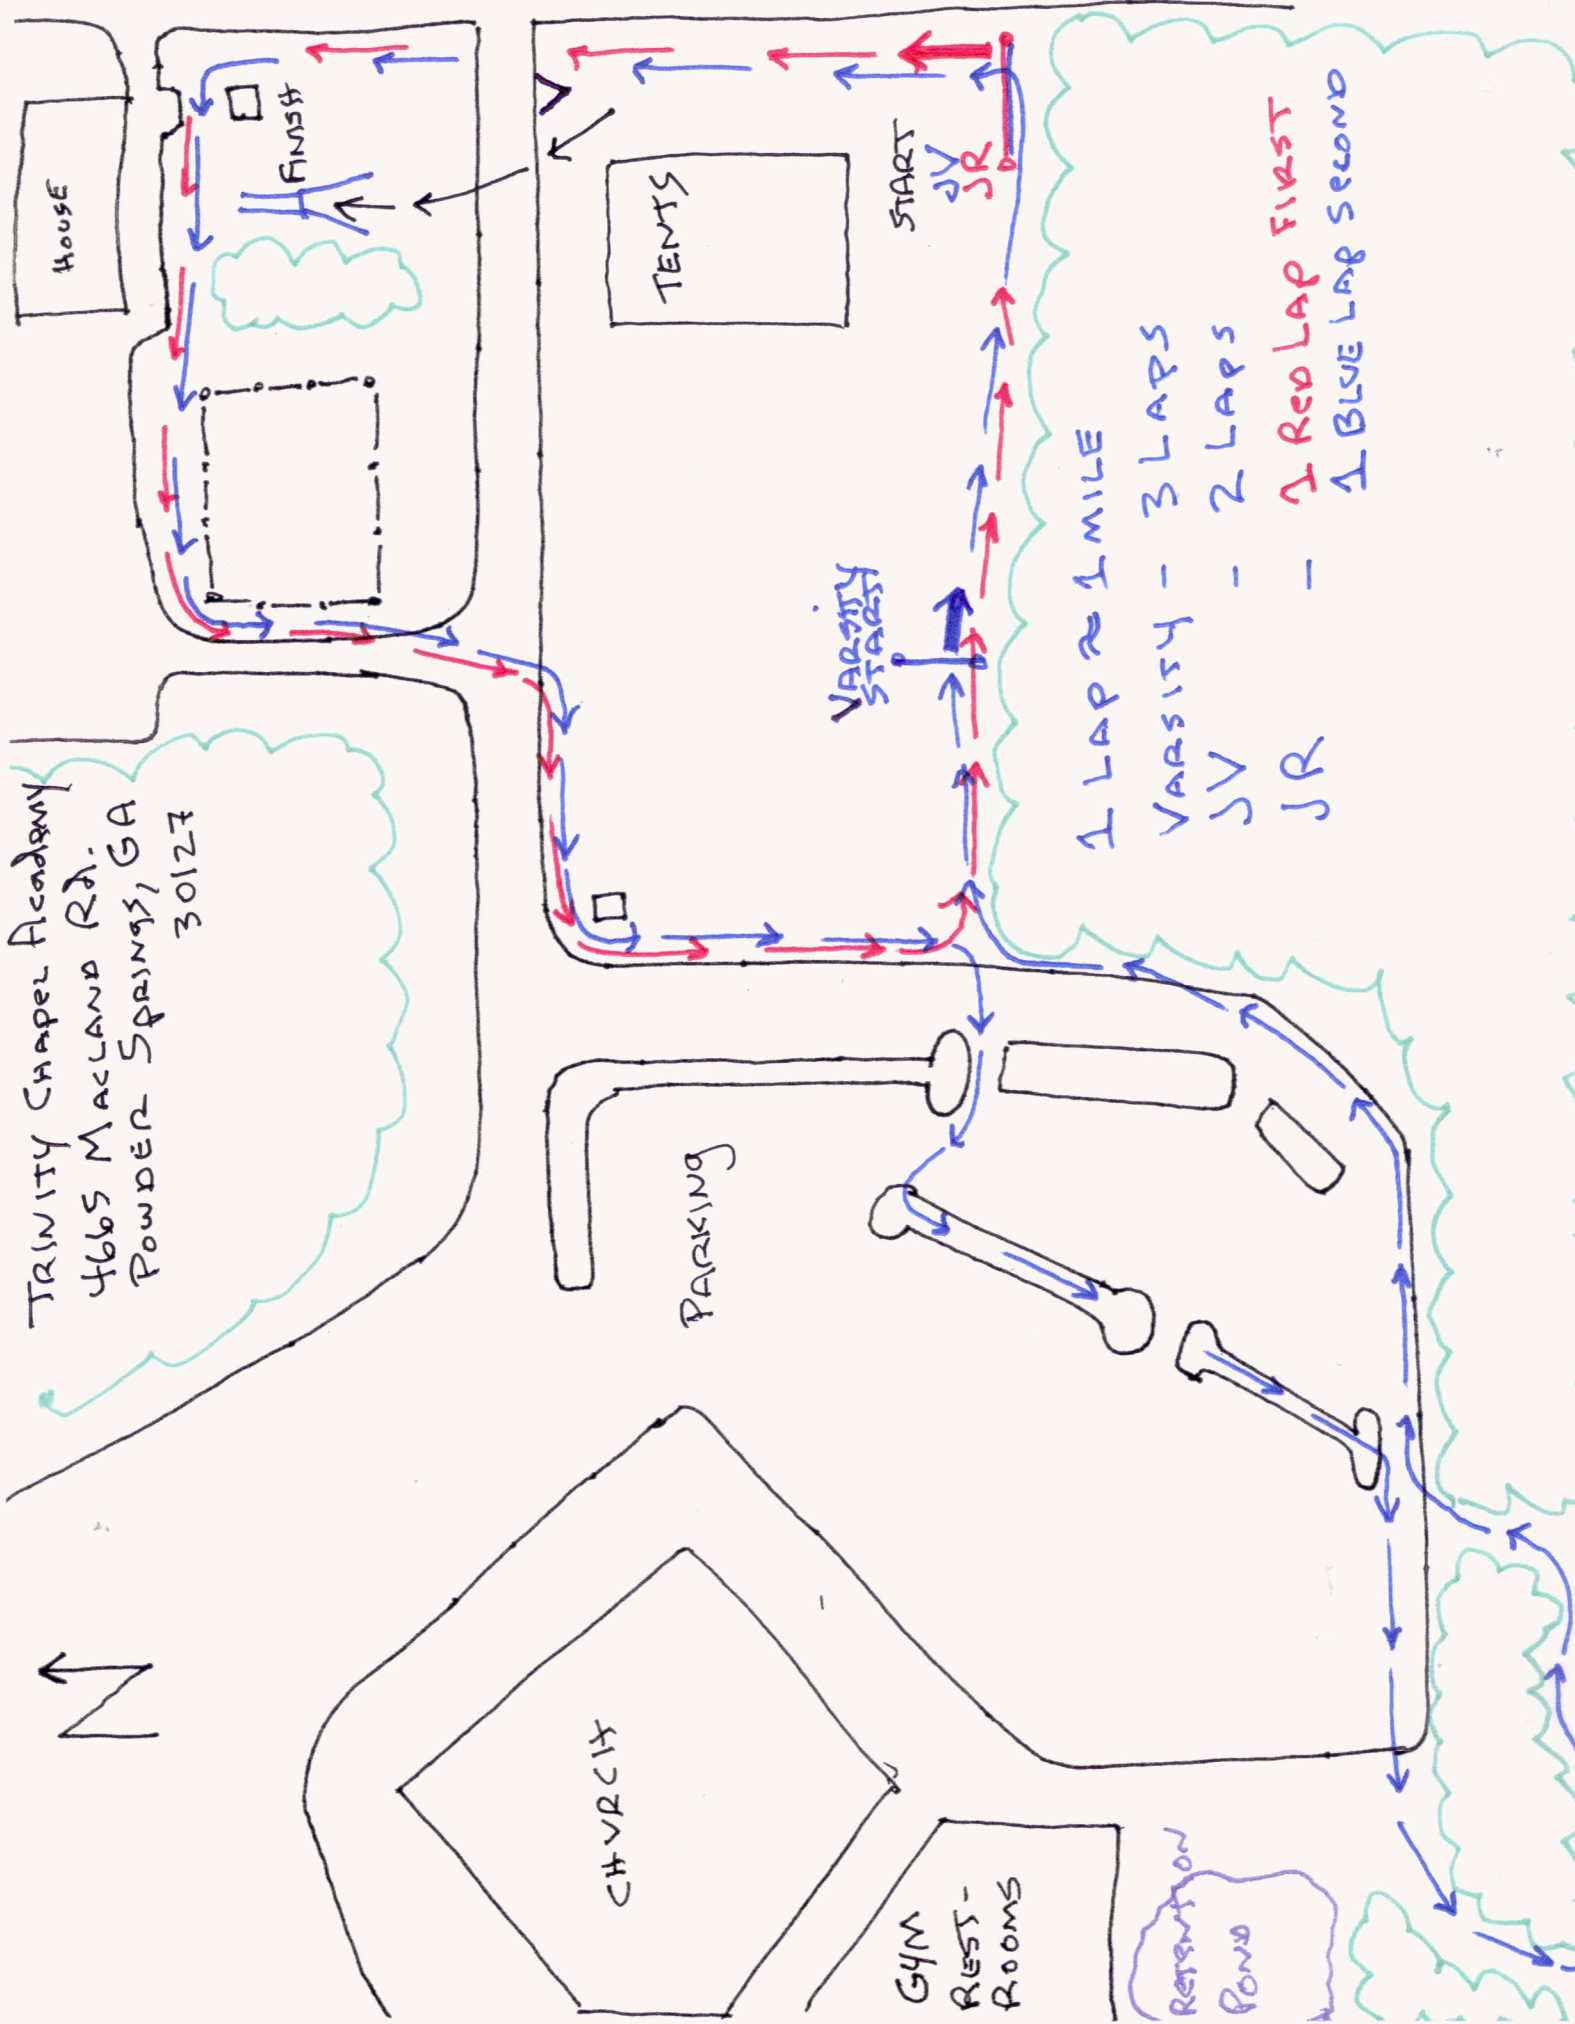 TRINITY CHAPEL ACADEMY
4665 MACLAND RD.
POWDER SPRINGS, GA
30127
HOUSE
FINISH
TENTS
START
JV
JR
VARSITY
START
1 LAP ≈ 1 MILE
VARSITY - 3 LAPS
JV - 2 LAPS
JR - 1 RED LAP FIRST
1 BLUE LAP SECOND
PARKING
N
CHURCH
GYM
REST-
ROOMS
RETENTION
POND